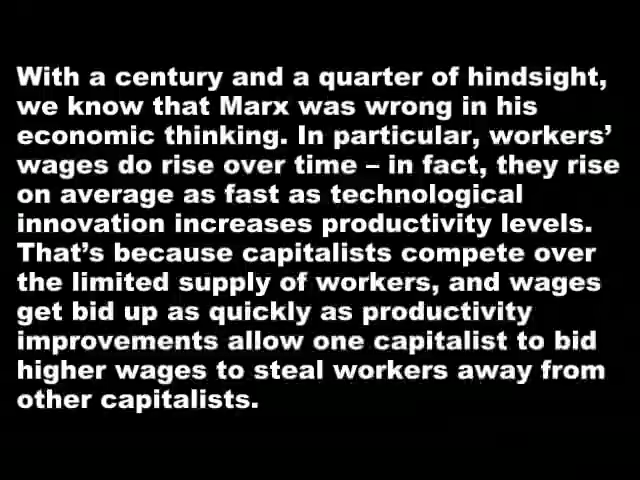 With a century and a quarter of hindsight,
we know that Marx was wrong in his
economic thinking. In particular, workers’
wages do rise over time – in fact, they rise
on average as fast as technological
innovation increases productivity levels.
That’s because capitalists compete over
the limited supply of workers, and wages
get bid up as quickly as productivity
improvements allow one capitalist to bid
higher wages to steal workers away from
other capitalists.